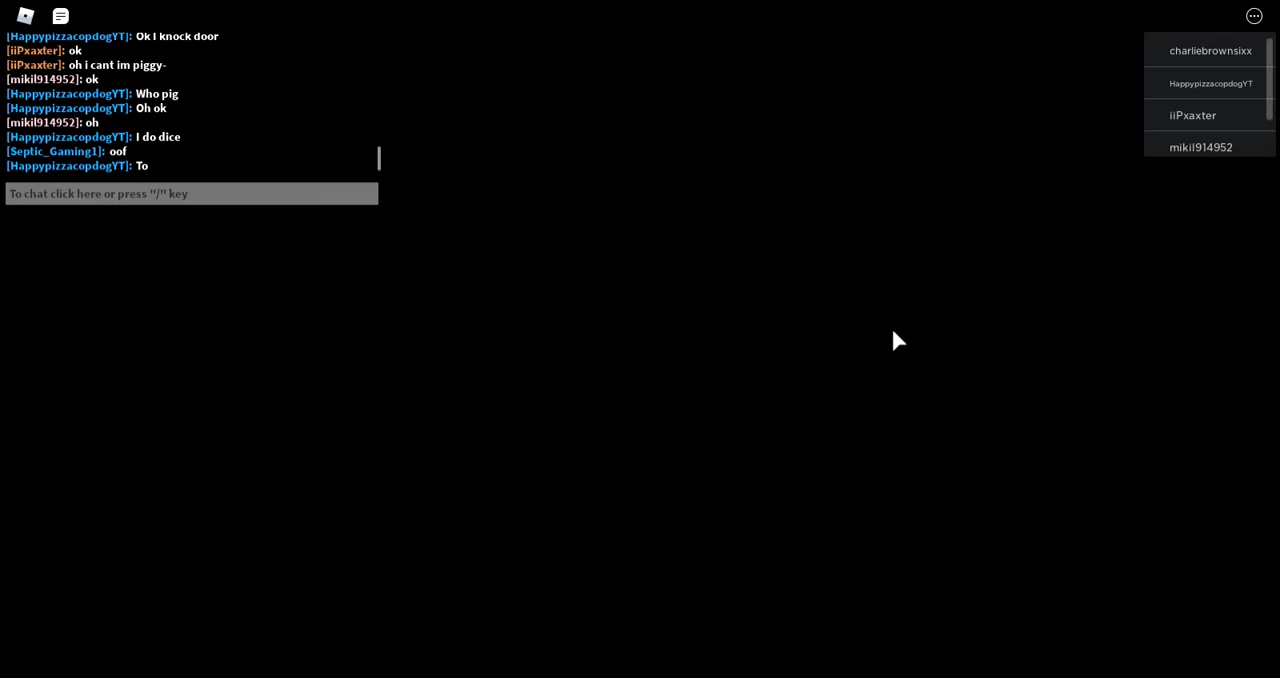 [HappypizzacopdogYT]: Ok I knock door
[iiPxaxter]: ok
[iiPxaxter]: oh i cant im piggy-
[mikil914952]: ok
[HappypizzacopdogYT]: Who pig
[HappypizzacopdogYT]: Oh ok
[mikil914952]: oh
[HappypizzacopdogYT]: I do dice
[Septic_Gaming1]: oof
[HappypizzacopdogYT]: To
To chat click here or press "/" key
charliebrownsixx
HappypizzacopdogYT
iiPxaxter
mikil914952